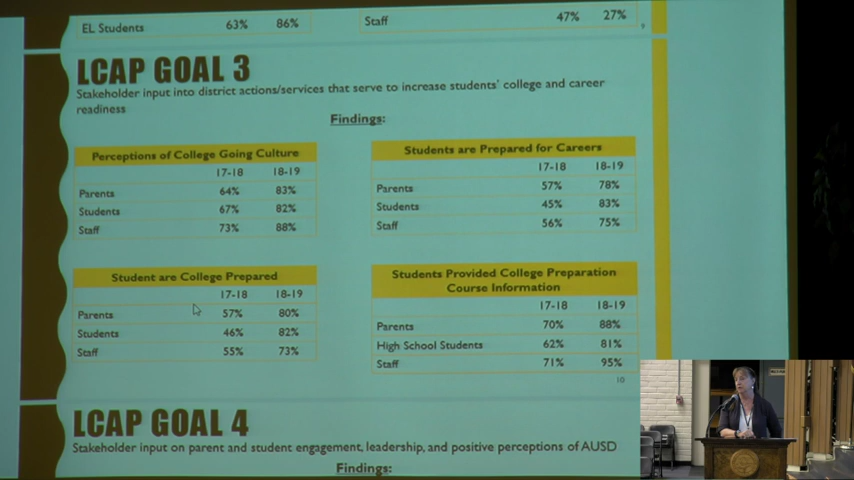 EL Students 63% 86%
Staff 47% 27%
9
LCAP GOAL 3
Stakeholder input into district actions/services that serve to increase students' college and career
readiness
Findings:
Perceptions of College Going Culture
17-18 18-19
Parents 64% 83%
Students 67% 82%
Staff 73% 88%
Students are Prepared for Careers
17-18 18-19
Parents 57% 78%
Students 45% 83%
Staff 56% 75%
Student are College Prepared
17-18 18-19
Parents 57% 80%
Students 46% 82%
Staff 55% 73%
Students Provided College Preparation
Course Information
17-18 18-19
Parents 70% 88%
High School Students 62% 81%
Staff 71% 95%
10
LCAP GOAL 4
Stakeholder input on parent and student engagement, leadership, and positive perceptions of AUSD
Findings: